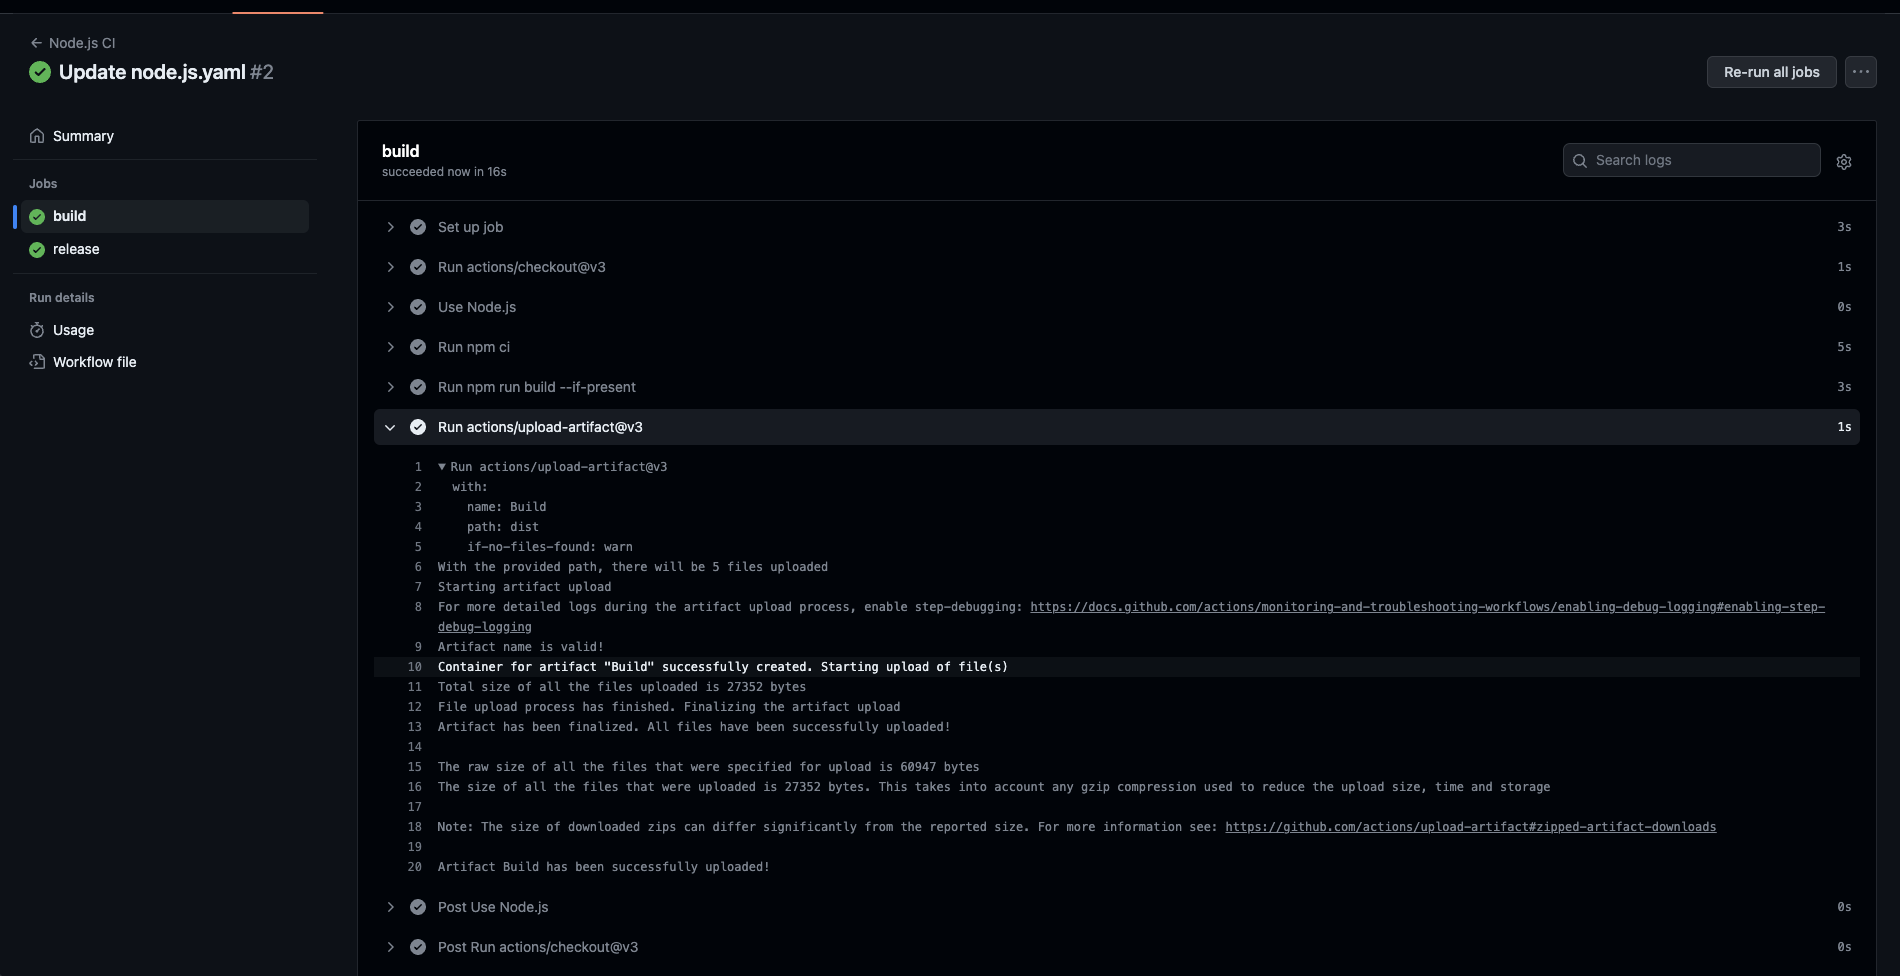 Node.js CI
Update node.js.yaml #2
Re-run all jobs
Summary
Jobs
build
release
Run details
Usage
Workflow file
build
succeeded now in 16s
Search logs
Set up job 3s
Run actions/checkout@v3 1s
Use Node.js 0s
Run npm ci 5s
Run npm run build --if-present 3s
Run actions/upload-artifact@v3 1s
1 ▼ Run actions/upload-artifact@v3
2 with:
3 name: Build
4 path: dist
5 if-no-files-found: warn
6 With the provided path, there will be 5 files uploaded
7 Starting artifact upload
8 For more detailed logs during the artifact upload process, enable step-debugging: https://docs.github.com/actions/monitoring-and-troubleshooting-workflows/enabling-debug-logging#enabling-step-
debug-logging
9 Artifact name is valid!
10 Container for artifact "Build" successfully created. Starting upload of file(s)
11 Total size of all the files uploaded is 27352 bytes
12 File upload process has finished. Finalizing the artifact upload
13 Artifact has been finalized. All files have been successfully uploaded!
14
15 The raw size of all the files that were specified for upload is 60947 bytes
16 The size of all the files that were uploaded is 27352 bytes. This takes into account any gzip compression used to reduce the upload size, time and storage
17
18 Note: The size of downloaded zips can differ significantly from the reported size. For more information see: https://github.com/actions/upload-artifact#zipped-artifact-downloads
19
20 Artifact Build has been successfully uploaded!
Post Use Node.js 0s
Post Run actions/checkout@v3 0s